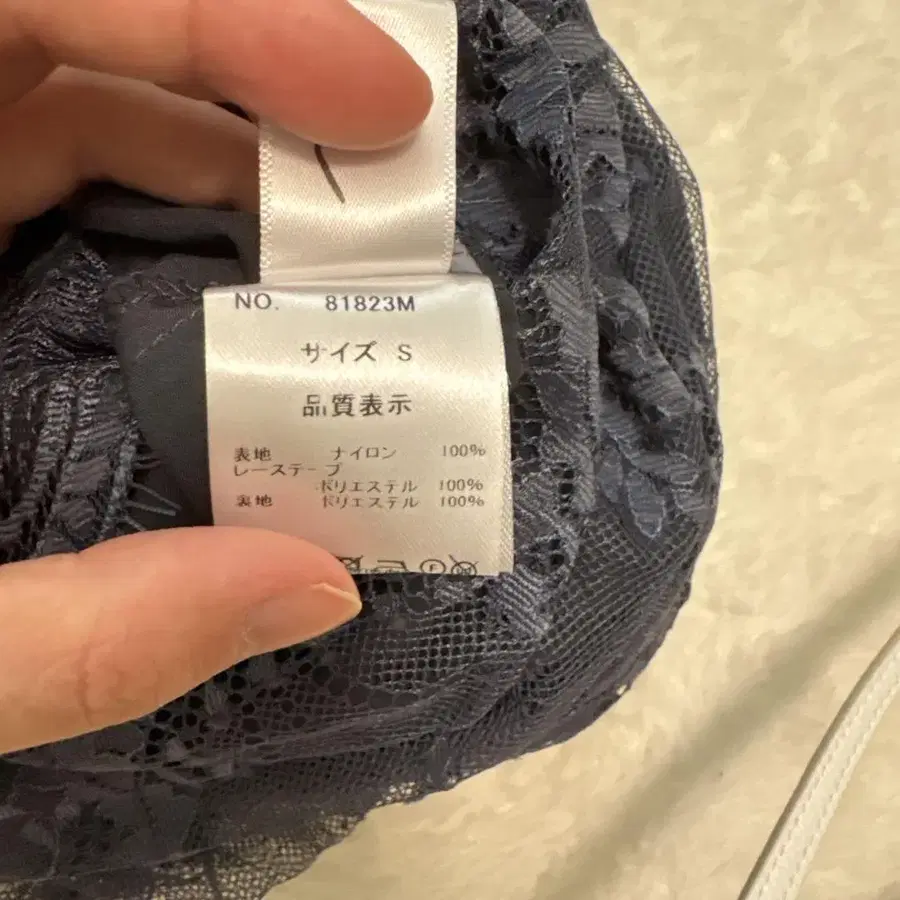 NO. 81823M
サイズ S
品質表示
表地 ナイロン 100%
レーステープ
ポリエステル 100%
裏地 ポリエステル 100%
F